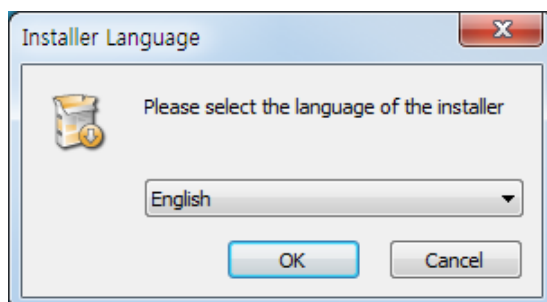 Installer Language
Please select the language of the installer
English
OK
Cancel